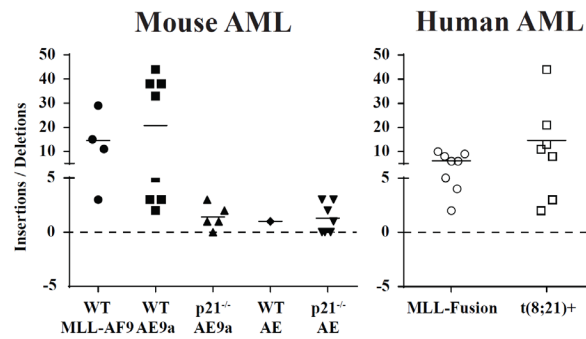 Mouse AML
Human AML
Insertions / Deletions
50
40
30
20
10
5
0
-5
50
40
30
20
10
5
0
-5
WT MLL-AF9
WT AE9a
p21-/- AE9a
WT AE
p21-/- AE
MLL-Fusion
t(8;21)+